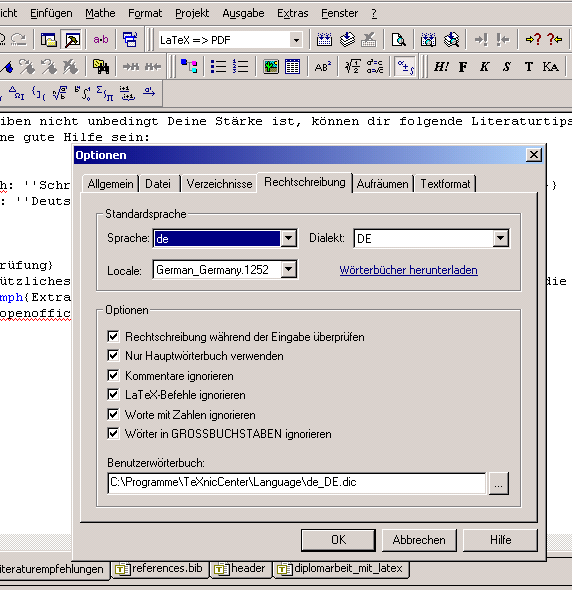 icht Einfügen Mathe Format Projekt Ausgabe Extras Fenster ?
a•b LaTeX => PDF
AB² H! F K S T KA
iben nicht unbedingt Deine Stärke ist, können dir folgende Literaturtips
ne gute Hilfe sein:
h: ''Schr
: ''Deuts
rüfung}
ützliches
die
mph{Extra
openoffic
Optionen
Allgemein Datei Verzeichnisse Rechtschreibung Aufräumen Textformat
Standardsprache
Sprache: de Dialekt: DE
Locale: German_Germany.1252 Wörterbücher herunterladen
Optionen
Rechtschreibung während der Eingabe überprüfen
Nur Hauptwörterbuch verwenden
Kommentare ignorieren
LaTeX-Befehle ignorieren
Worte mit Zahlen ignorieren
Wörter in GROSSBUCHSTABEN ignorieren
Benutzerwörterbuch:
C:\Programme\TeXnicCenter\Language\de_DE.dic ...
OK Abbrechen Hilfe
iteraturempfehlungen references.bib header diplomarbeit_mit_latex